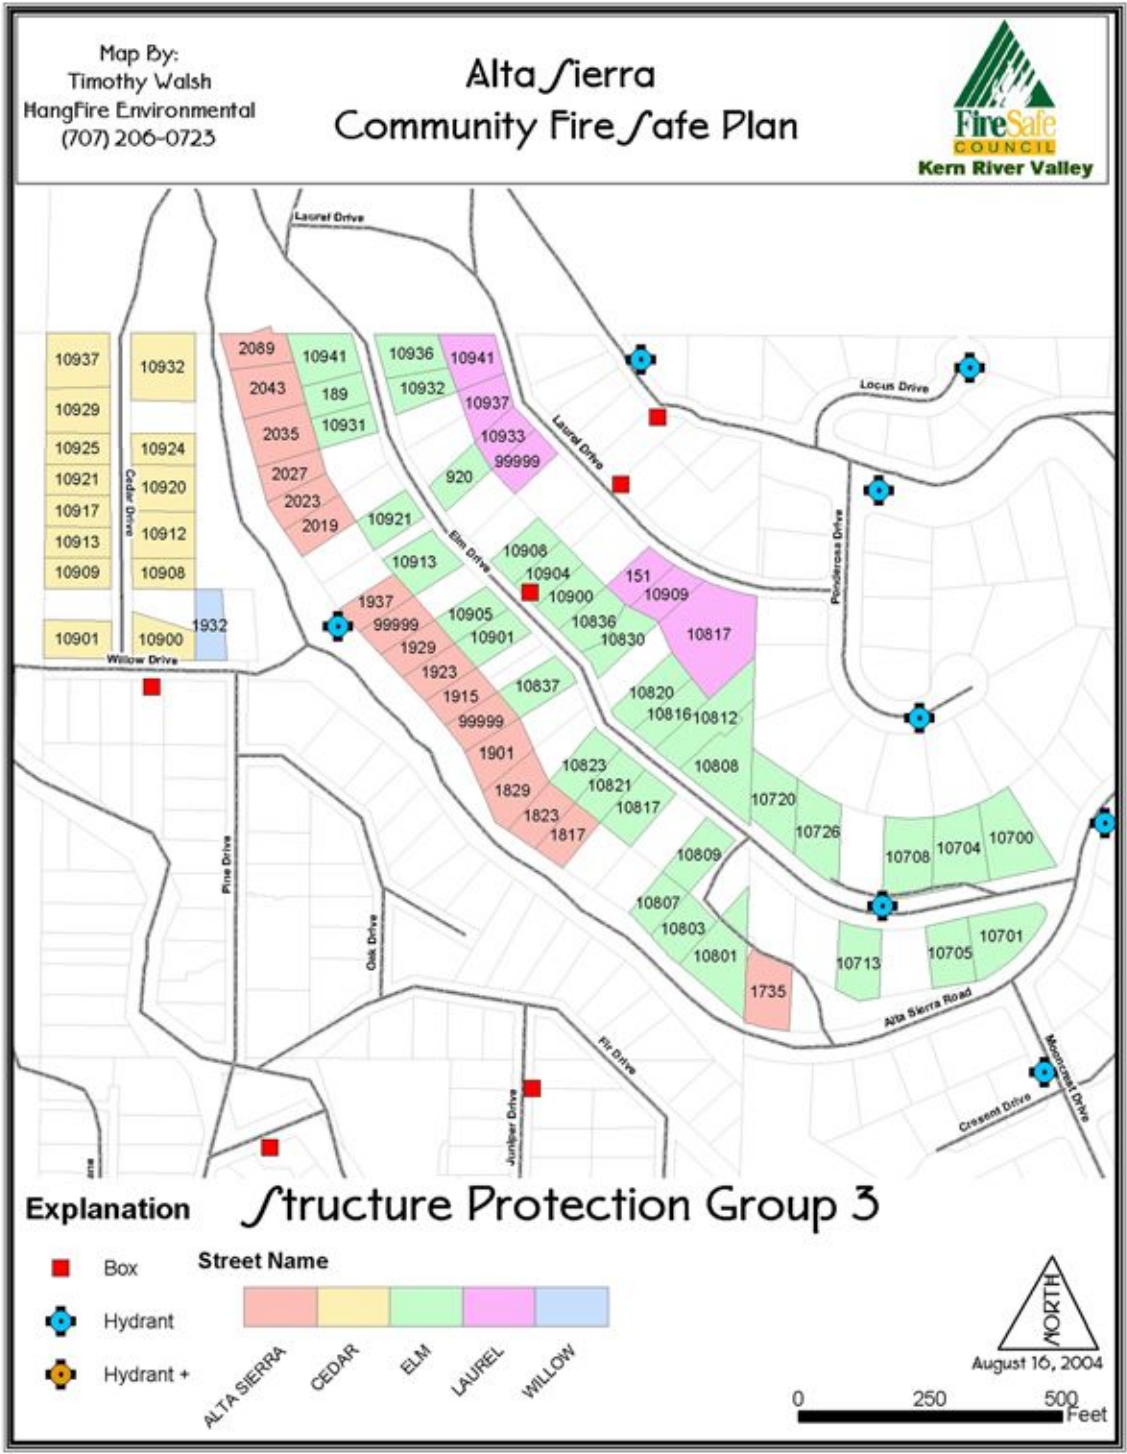 Map By:
Timothy Walsh
HangFire Environmental
(707) 206-0723
Alta Sierra
Community Fire Safe Plan
FireSafe
COUNCIL
Kern River Valley
Laurel Drive
Locus Drive
Laurel Drive
Cedar Drive
Elm Drive
Ponderosa Drive
Willow Drive
Pine Drive
Oak Drive
Alta Sierra Road
Fir Drive
Juniper Drive
Mooncrest Drive
Cresent Drive
10937
10932
10929
10925
10924
10921
10920
10917
10913
10912
10909
10908
10901
10900
1932
2089
2043
2035
2027
2023
2019
10941
189
10931
10936
10932
10941
10937
10933
99999
920
10921
10913
10908
10904
10900
10836
10830
151
10909
10817
1937
99999
1929
1923
1915
99999
1901
1829
1823
1817
10905
10901
10837
10820
10816
10812
10808
10823
10821
10817
10720
10726
10708
10704
10700
10809
10807
10803
10801
1735
10713
10705
10701
Explanation
Structure Protection Group 3
Box
Hydrant
Hydrant +
Street Name
ALTA SIERRA
CEDAR
ELM
LAUREL
WILLOW
NORTH
August 16, 2004
0 250 500
Feet